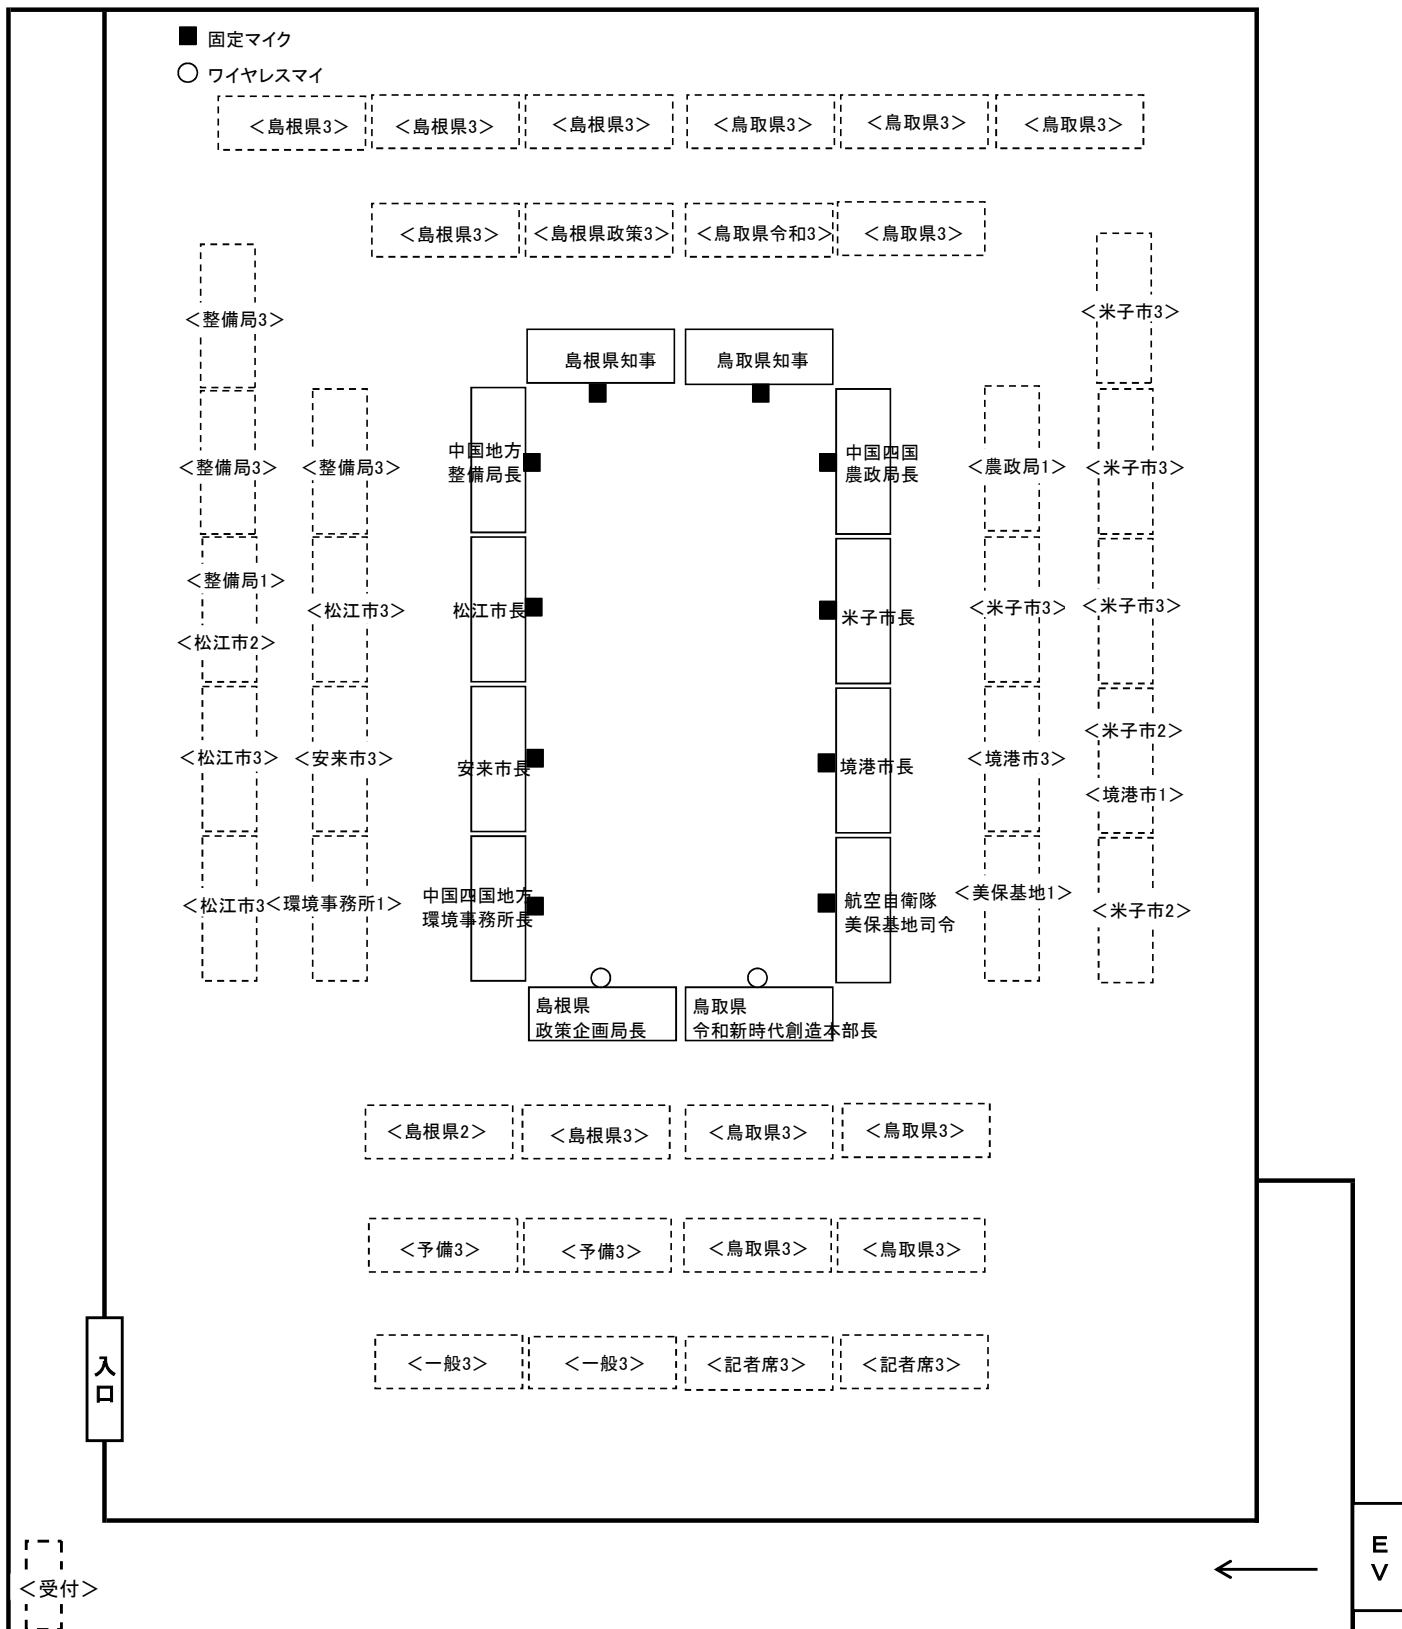 固定マイク
ワイヤレスマイ
＜島根県3＞ ＜島根県3＞ ＜島根県3＞ ＜鳥取県3＞ ＜鳥取県3＞ ＜鳥取県3＞
＜島根県3＞ ＜島根県政策3＞ ＜鳥取県令和3＞ ＜鳥取県3＞
＜整備局3＞
＜米子市3＞
島根県知事 鳥取県知事
＜整備局3＞ ＜整備局3＞
中国地方
整備局長
中国四国
農政局長
＜農政局1＞ ＜米子市3＞
＜整備局1＞
＜松江市2＞
＜松江市3＞
松江市長
米子市長
＜米子市3＞ ＜米子市3＞
＜松江市3＞ ＜安来市3＞
安来市長
境港市長
＜境港市3＞
＜米子市2＞
＜境港市1＞
＜松江市3 ＜環境事務所1＞
中国四国地方
環境事務所長
航空自衛隊
美保基地司令
＜美保基地1＞
＜米子市2＞
島根県
政策企画局長
鳥取県
令和新時代創造本部長
＜島根県2＞ ＜島根県3＞ ＜鳥取県3＞ ＜鳥取県3＞
＜予備3＞ ＜予備3＞ ＜鳥取県3＞ ＜鳥取県3＞
＜一般3＞ ＜一般3＞ ＜記者席3＞ ＜記者席3＞
入口
EV
＜受付＞